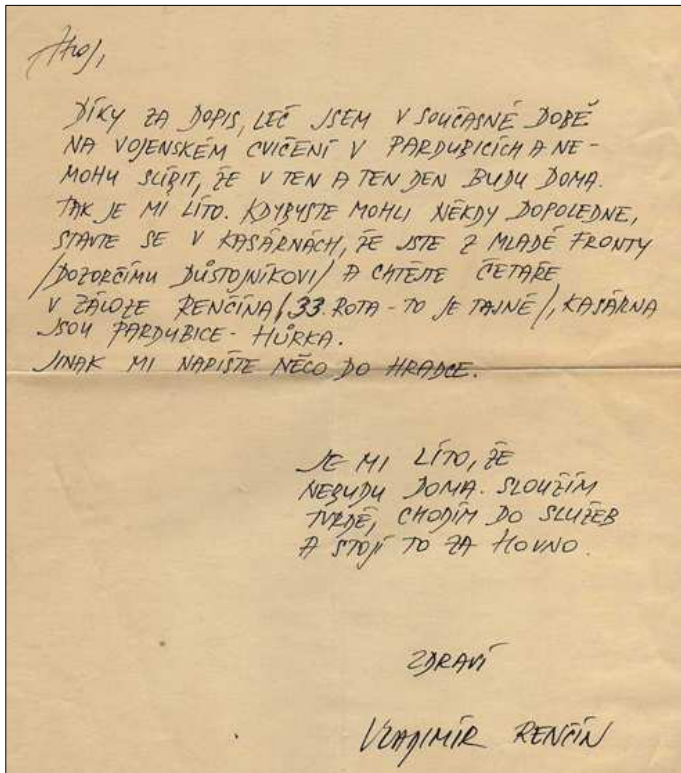 Ahoj,
DÍKY ZA DOPIS, LEČ JSEM V SOUČASNÉ DOBĚ
NA VOJENSKÉM CVIČENÍ V PARDUBICÍCH A NE-
MOHU SLÍBIT, ŽE V TEN A TEN DEN BUDU DOMA.
TAK JE MI LÍTO. KDYBYSTE MOHLI NĚKDY DOPOLEDNE,
STAVTE SE V KASÁRNÁCH, ŽE JSTE Z MLADÉ FRONTY
/DOZORČÍMU DŮSTOJNÍKOVI/ A CHTĚJTE ČETAŘE
V ZÁLOZE RENČÍNA /33. ROTA - TO JE TAJNÉ/, KASÁRNA
JSOU PARDUBICE - HŮRKA.
JINAK MI NAPIŠTE NĚCO DO HRADCE.
JE MI LÍTO, ŽE
NEBUDU DOMA. SLOUŽÍM
TVRDĚ, CHODÍM DO SLUŽEB
A STOJÍ TO ZA HOVNO.
ZDRAVÍ
VLADIMÍR RENČÍN